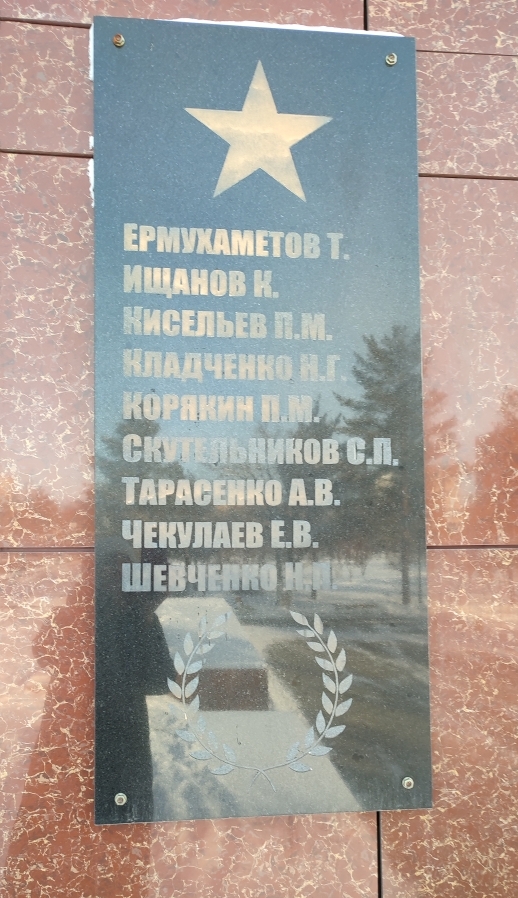 ЕРМУХАМЕТОВ Т.
ИЩАНОВ К.
КИСЕЛЬЕВ П.М.
КЛАДЧЕНКО Н.Г.
КОРЯКИН П.М.
СКУТЕЛЬНИКОВ С.П.
ТАРАСЕНКО А.В.
ЧЕКУЛАЕВ Е.В.
ШЕВЧЕНКО